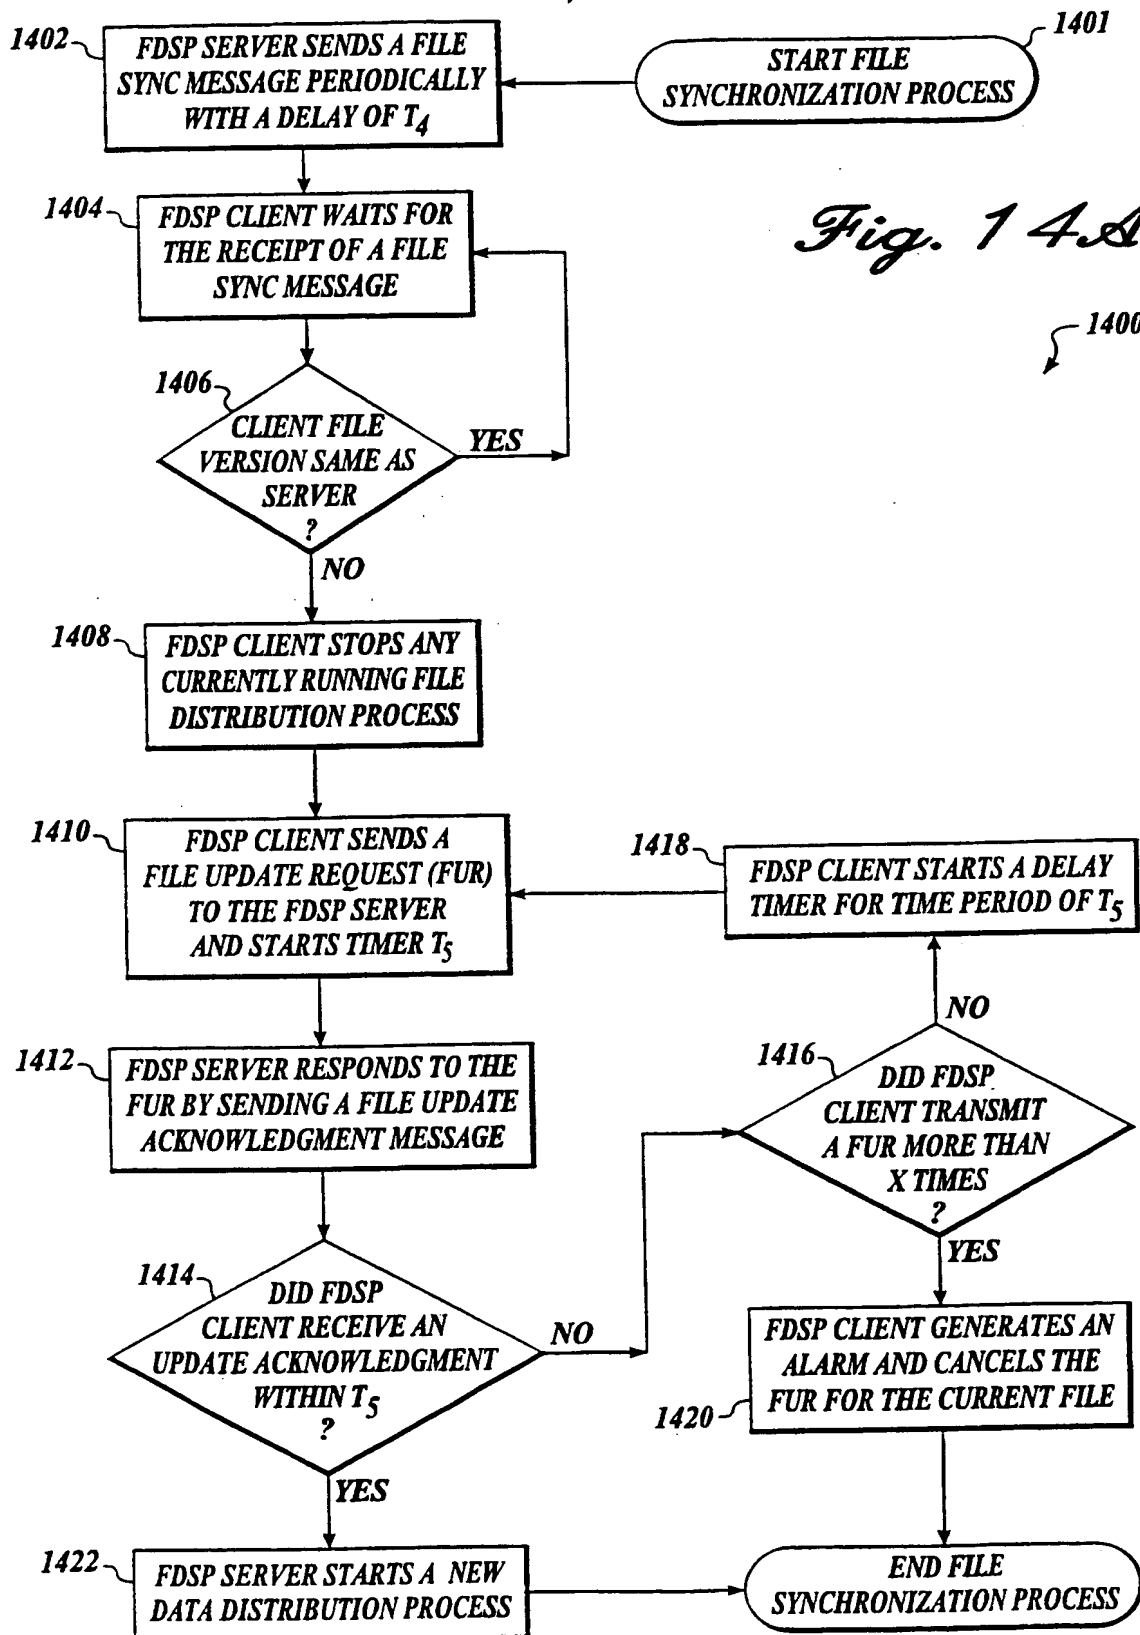 1402
FDSP SERVER SENDS A FILE
SYNC MESSAGE PERIODICALLY
WITH A DELAY OF T4
START FILE
SYNCHRONIZATION PROCESS
1401
1404
FDSP CLIENT WAITS FOR
THE RECEIPT OF A FILE
SYNC MESSAGE
Fig. 14A
1400
1406
CLIENT FILE
VERSION SAME AS
SERVER
?
YES
NO
1408
FDSP CLIENT STOPS ANY
CURRENTLY RUNNING FILE
DISTRIBUTION PROCESS
1410
FDSP CLIENT SENDS A
FILE UPDATE REQUEST (FUR)
TO THE FDSP SERVER
AND STARTS TIMER T5
1418
FDSP CLIENT STARTS A DELAY
TIMER FOR TIME PERIOD OF T5
NO
1412
FDSP SERVER RESPONDS TO THE
FUR BY SENDING A FILE UPDATE
ACKNOWLEDGMENT MESSAGE
1416
DID FDSP
CLIENT TRANSMIT
A FUR MORE THAN
X TIMES
?
YES
1414
DID FDSP
CLIENT RECEIVE AN
UPDATE ACKNOWLEDGMENT
WITHIN T5
?
NO
YES
FDSP CLIENT GENERATES AN
ALARM AND CANCELS THE
FUR FOR THE CURRENT FILE
1420
1422
FDSP SERVER STARTS A NEW
DATA DISTRIBUTION PROCESS
END FILE
SYNCHRONIZATION PROCESS